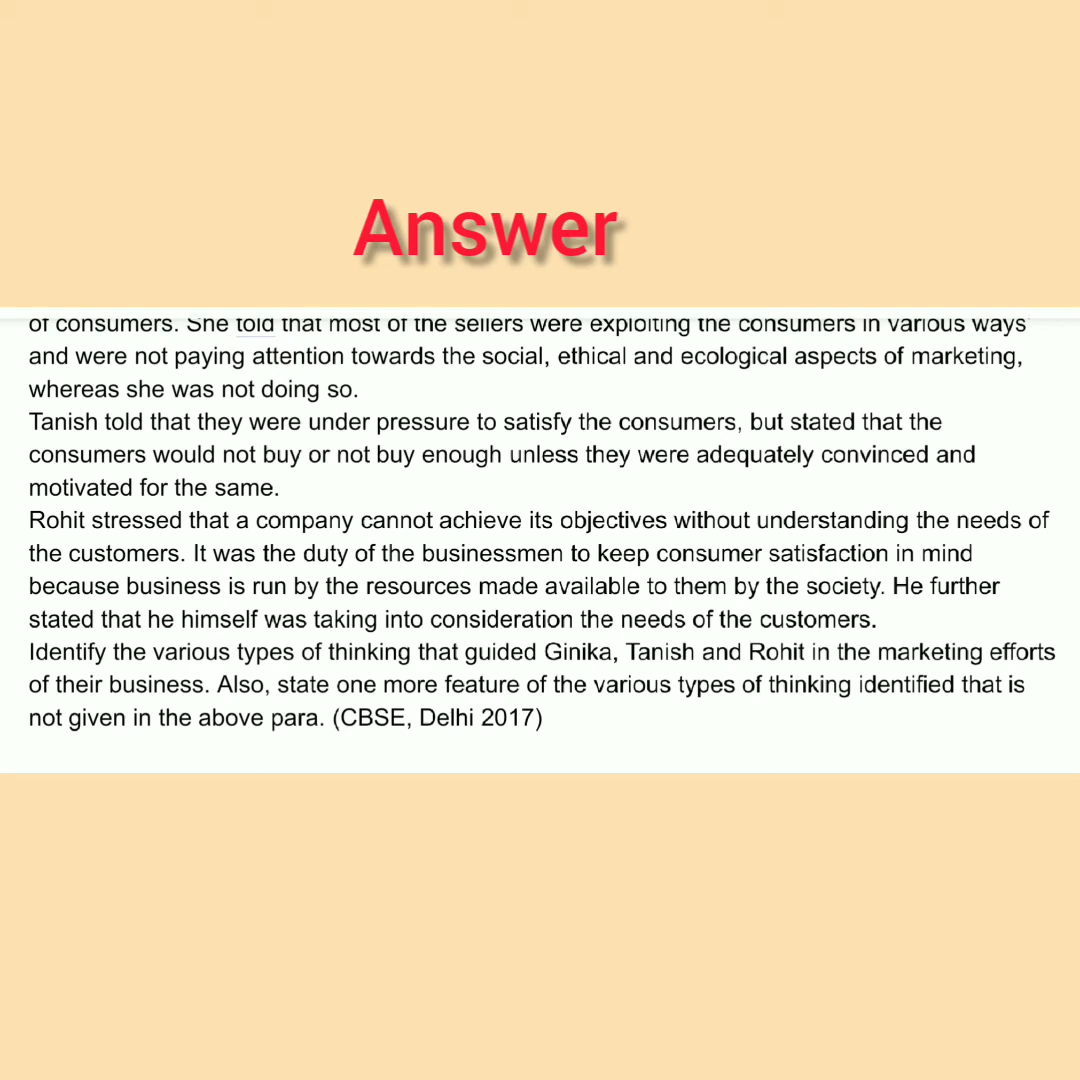 Answer
of consumers. She told that most of the sellers were exploiting the consumers in various ways
and were not paying attention towards the social, ethical and ecological aspects of marketing,
whereas she was not doing so.
Tanish told that they were under pressure to satisfy the consumers, but stated that the
consumers would not buy or not buy enough unless they were adequately convinced and
motivated for the same.
Rohit stressed that a company cannot achieve its objectives without understanding the needs of
the customers. It was the duty of the businessmen to keep consumer satisfaction in mind
because business is run by the resources made available to them by the society. He further
stated that he himself was taking into consideration the needs of the customers.
Identify the various types of thinking that guided Ginika, Tanish and Rohit in the marketing efforts
of their business. Also, state one more feature of the various types of thinking identified that is
not given in the above para. (CBSE, Delhi 2017)